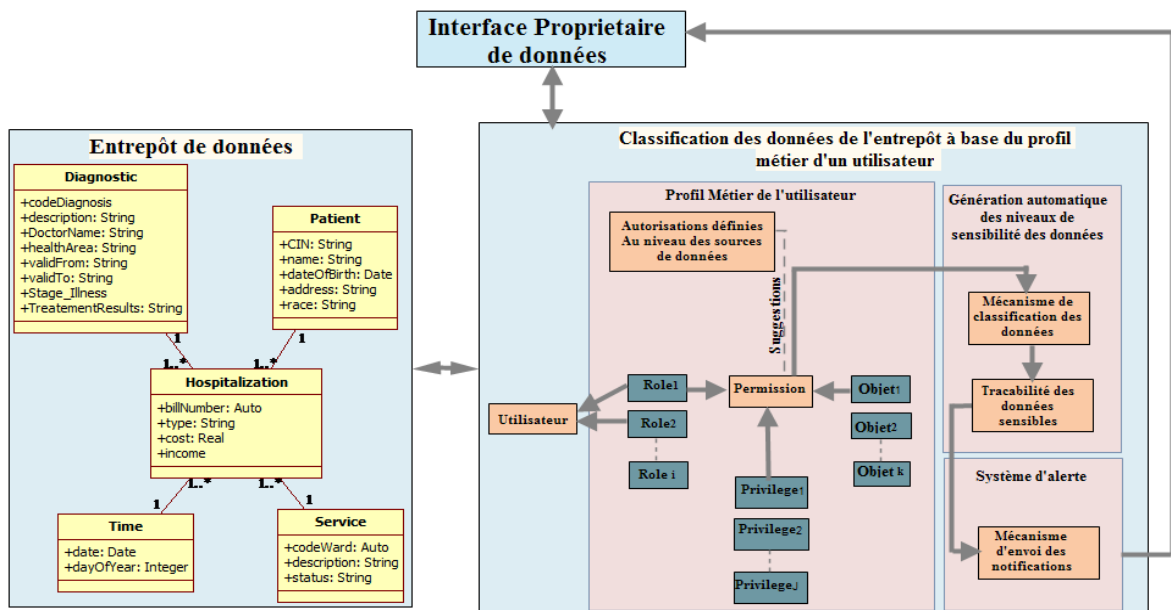 Interface Proprietaire
de données
Entrepôt de données
Diagnostic
+codeDiagnosis
+description: String
+DoctorName: String
+healthArea: String
+validFrom: String
+validTo: String
+Stage_Illness
+TreatementResults: String
Patient
+CIN: String
+name: String
+dateOfBirth: Date
+address: String
+race: String
1
1
1..*
1..*
Hospitalization
+billNumber: Auto
+type: String
+cost: Real
+income
1..*
1..*
1
1
Time
+date: Date
+dayOfYear: Integer
Service
+codeWard: Auto
+description: String
+status: String
Classification des données de l'entrepôt à base du profil
métier d'un utilisateur
Profil Métier de l'utilisateur
Autorisations définies
Au niveau des sources
de données
Suggestions
Utilisateur
Role1
Role2
Role i
Permission
Objet1
Objet2
Objet k
Privilege1
Privilege2
PrivilegeJ
Génération automatique
des niveaux de
sensibilité des données
Mécanisme de
classification des
données
Tracabilité des
données
sensibles
Système d'alerte
Mécanisme
d'envoi des
notifications